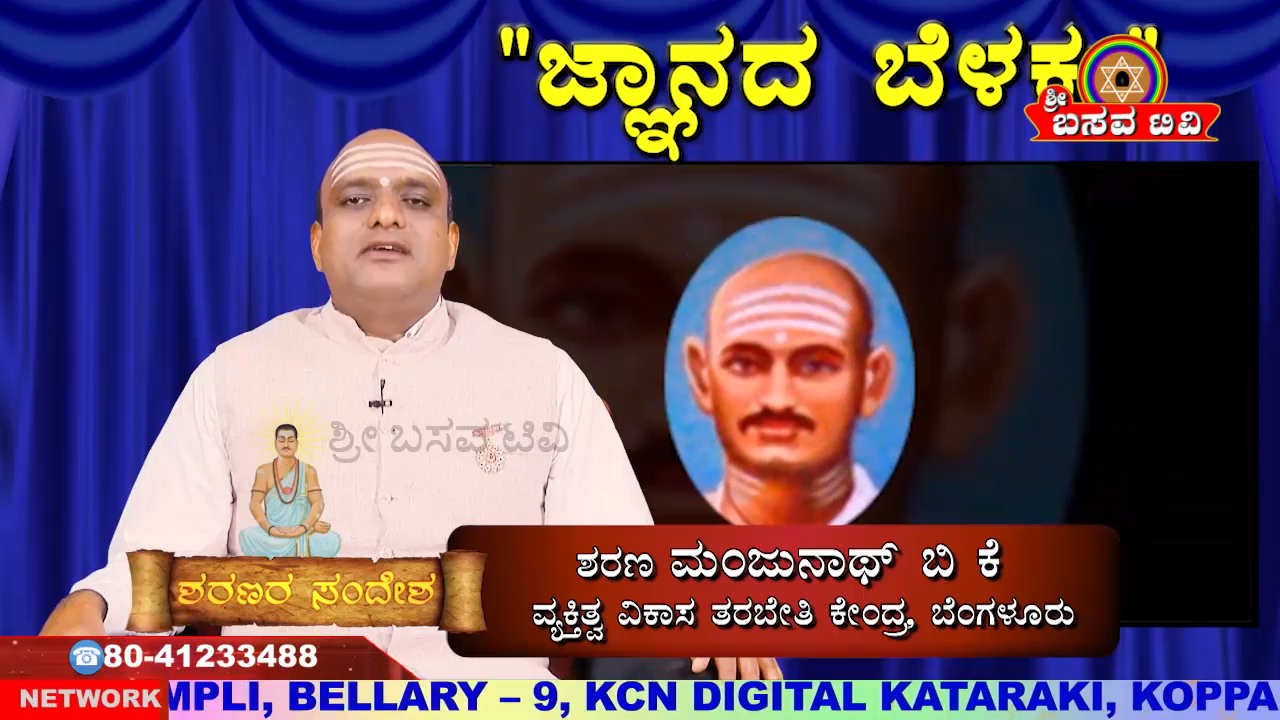 "ಜ್ಞಾನದ ಬೆಳಕು"
ಶ್ರೀ
ಬಸವ ಟಿವಿ
ಶ್ರೀ ಬಸವ ಟಿವಿ
ಶರಣರ ಸಂದೇಶ
ಶರಣ ಮಂಜುನಾಥ್ ಬಿ ಕೆ
ವ್ಯಕ್ತಿತ್ವ ವಿಕಾಸ ತರಬೇತಿ ಕೇಂದ್ರ, ಬೆಂಗಳೂರು
80-41233488
NETWORK MPLI, BELLARY – 9, KCN DIGITAL KATARAKI, KOPPA